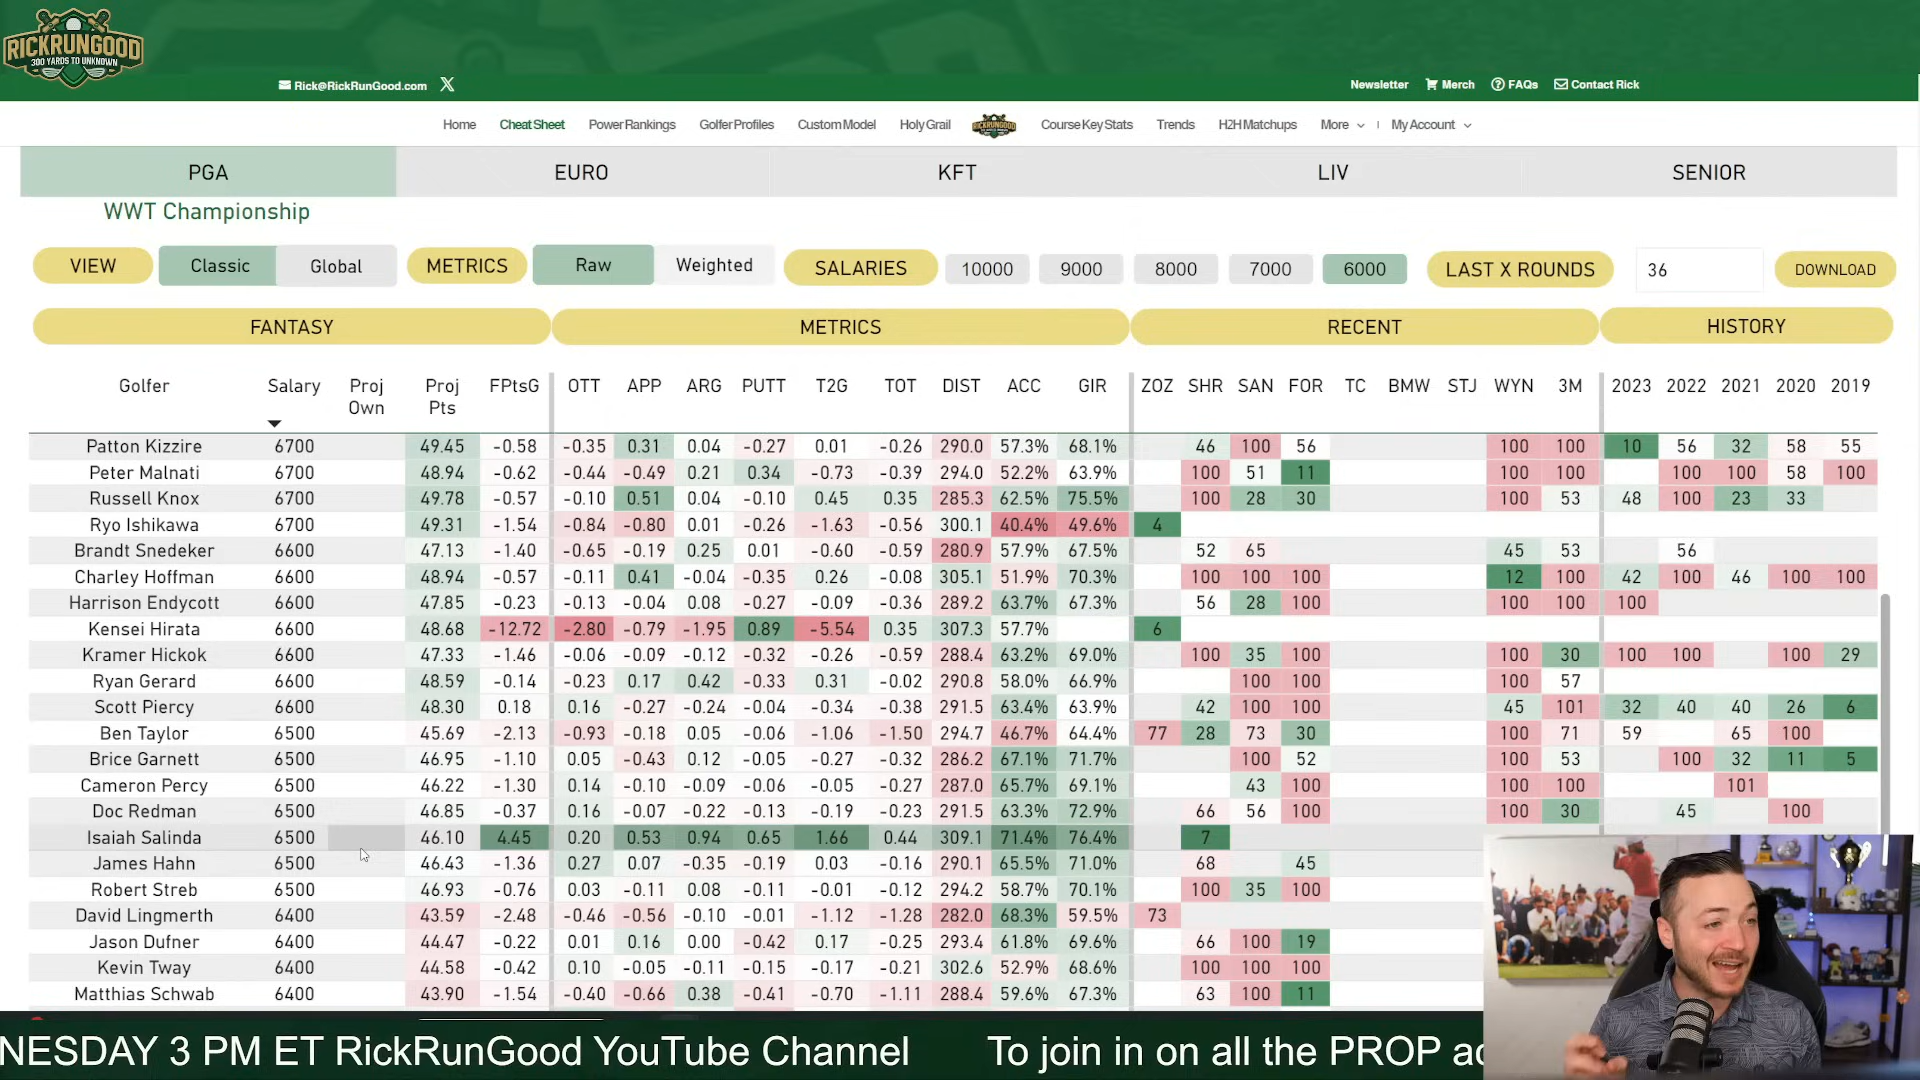 RICKRUNGOOD
300 YARDS TO UNKNOWN
Rick@RickRunGood.com
Newsletter Merch FAQs Contact Rick
Home Cheat Sheet Power Rankings Golfer Profiles Custom Model Holy Grail RICKRUNGOOD Course Key Stats Trends H2H Matchups More My Account
PGA EURO KFT LIV SENIOR
WWT Championship
VIEW Classic Global METRICS Raw Weighted SALARIES 10000 9000 8000 7000 6000 LAST X ROUNDS 36 DOWNLOAD
FANTASY METRICS RECENT HISTORY
Golfer Salary Proj Own Proj Pts FPtsG OTT APP ARG PUTT T2G TOT DIST ACC GIR ZOZ SHR SAN FOR TC BMW STJ WYN 3M 2023 2022 2021 2020 2019
Patton Kizzire 6700 49.45 -0.58 -0.35 0.31 0.04 -0.27 0.01 -0.26 290.0 57.3% 68.1% 46 100 56 100 100 10 56 32 58 55
Peter Malnati 6700 48.94 -0.62 -0.44 -0.49 0.21 0.34 -0.73 -0.39 294.0 52.2% 63.9% 100 51 11 100 100 100 100 58 100
Russell Knox 6700 49.78 -0.57 -0.10 0.51 0.04 -0.10 0.45 0.35 285.3 62.5% 75.5% 100 28 30 100 53 48 100 23 33
Ryo Ishikawa 6700 49.31 -1.54 -0.84 -0.80 0.01 -0.26 -1.63 -0.56 300.1 40.4% 49.6% 4
Brandt Snedeker 6600 47.13 -1.40 -0.65 -0.19 0.25 0.01 -0.60 -0.59 280.9 57.9% 67.5% 52 65 45 53 56
Charley Hoffman 6600 48.94 -0.57 -0.11 0.41 -0.04 -0.35 0.26 -0.08 305.1 51.9% 70.3% 100 100 100 12 100 42 100 46 100 100
Harrison Endycott 6600 47.85 -0.23 -0.13 -0.04 0.08 -0.27 -0.09 -0.36 289.2 63.7% 67.3% 56 28 100 100 100 100
Kensei Hirata 6600 48.68 -12.72 -2.80 -0.79 -1.95 0.89 -5.54 0.35 307.3 57.7% 6
Kramer Hickok 6600 47.33 -1.46 -0.06 -0.09 -0.12 -0.32 -0.26 -0.59 288.4 63.2% 69.0% 100 35 100 100 30 100 100 100 29
Ryan Gerard 6600 48.59 -0.14 -0.23 0.17 0.42 -0.33 0.31 -0.02 290.8 58.0% 66.9% 100 100 100 57
Scott Piercy 6600 48.30 0.18 0.16 -0.27 -0.24 -0.04 -0.34 -0.38 291.5 63.4% 63.9% 42 100 100 45 101 32 40 40 26 6
Ben Taylor 6500 45.69 -2.13 -0.93 -0.18 0.05 -0.06 -1.06 -1.50 294.7 46.7% 64.4% 77 28 73 30 100 71 59 65 100
Brice Garnett 6500 46.95 -1.10 0.05 -0.43 0.12 -0.05 -0.27 -0.32 286.2 67.1% 71.7% 100 52 100 53 100 32 11 5
Cameron Percy 6500 46.22 -1.30 0.14 -0.10 -0.09 -0.06 -0.05 -0.27 287.0 65.7% 69.1% 43 100 100 100 101
Doc Redman 6500 46.85 -0.37 0.16 -0.07 -0.22 -0.13 -0.19 -0.23 291.5 63.3% 72.9% 66 56 100 100 30 45 100
Isaiah Salinda 6500 46.10 4.45 0.20 0.53 0.94 0.65 1.66 0.44 309.1 71.4% 76.4% 7
James Hahn 6500 46.43 -1.36 0.27 0.07 -0.35 -0.19 0.03 -0.16 290.1 65.5% 71.0% 68 45
Robert Streb 6500 46.93 -0.76 0.03 -0.11 0.08 -0.11 -0.01 -0.12 294.2 58.7% 70.1% 100 35 100
David Lingmerth 6400 43.59 -2.48 -0.46 -0.56 -0.10 -0.01 -1.12 -1.28 282.0 68.3% 59.5% 73
Jason Dufner 6400 44.47 -0.22 0.01 0.16 0.00 -0.42 0.17 -0.25 293.4 61.8% 69.6% 66 100 19
Kevin Tway 6400 44.58 -0.42 0.10 -0.05 -0.11 -0.15 -0.17 -0.21 302.6 52.9% 68.6% 100 100 100
Matthias Schwab 6400 43.90 -1.54 -0.40 -0.66 0.38 -0.41 -0.70 -1.11 288.4 59.6% 67.3% 63 100 11
NESDAY 3 PM ET RickRunGood YouTube Channel To join in on all the PROP ac